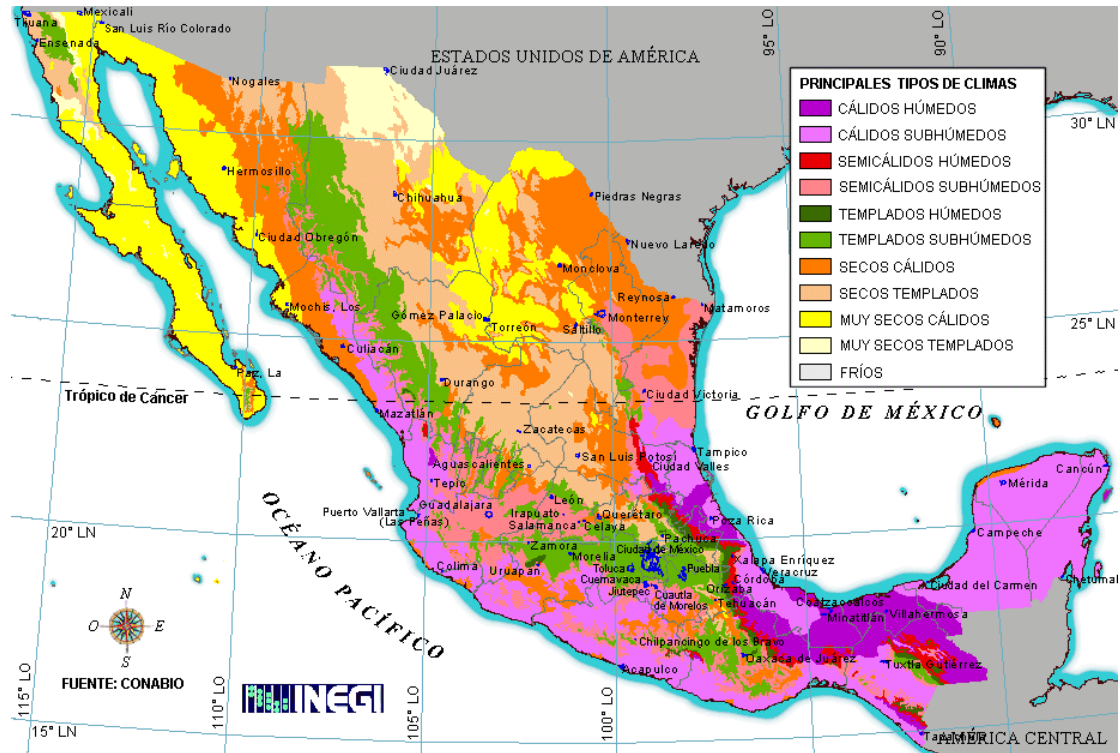 Tijuana
Mexicali
San Luis Río Colorado
Ensenada
ESTADOS UNIDOS DE AMÉRICA
95° LO
90° LO
Nogales
Ciudad Juárez
PRINCIPALES TIPOS DE CLIMAS
CÁLIDOS HÚMEDOS
CÁLIDOS SUBHÚMEDOS
SEMICÁLIDOS HÚMEDOS
SEMICÁLIDOS SUBHÚMEDOS
TEMPLADOS HÚMEDOS
TEMPLADOS SUBHÚMEDOS
SECOS CÁLIDOS
SECOS TEMPLADOS
MUY SECOS CÁLIDOS
MUY SECOS TEMPLADOS
FRÍOS
30° LN
Hermosillo
Chihuahua
Piedras Negras
Ciudad Obregón
Nuevo Laredo
Monclova
Mochis, Los
Reynosa
Matamoros
Gómez Palacio
Torreón
Saltillo
Monterrey
25° LN
Culiacán
Paz, La
Durango
Trópico de Cáncer
Ciudad Victoria
GOLFO DE MÉXICO
Mazatlán
Zacatecas
San Luis Potosí
Tampico
Aguascalientes
Ciudad Valles
Cancún
Tepic
Mérida
León
Guadalajara
Puerto Vallarta
(Las Peñas)
Irapuato
Querétaro
Salamanca
Celaya
Poza Rica
20° LN
OCÉANO PACÍFICO
Pachuca
Campeche
Zamora
Morelia
Ciudad de México
Xalapa Enríquez
Colima
Uruapan
Toluca
Puebla
Veracruz
Cuernavaca
Córdoba
Ciudad del Carmen
Chetumal
Jiutepec
Cuautla
de Morelos
Orizaba
Tehuacán
Coatzacoalcos
Minatitlán
Villahermosa
N
O
E
S
Chilpancingo de los Bravo
Oaxaca de Juárez
Tuxtla Gutiérrez
Acapulco
FUENTE: CONABIO
INEGI
115° LO
110° LO
105° LO
100° LO
15° LN
Tapachula
AMÉRICA CENTRAL